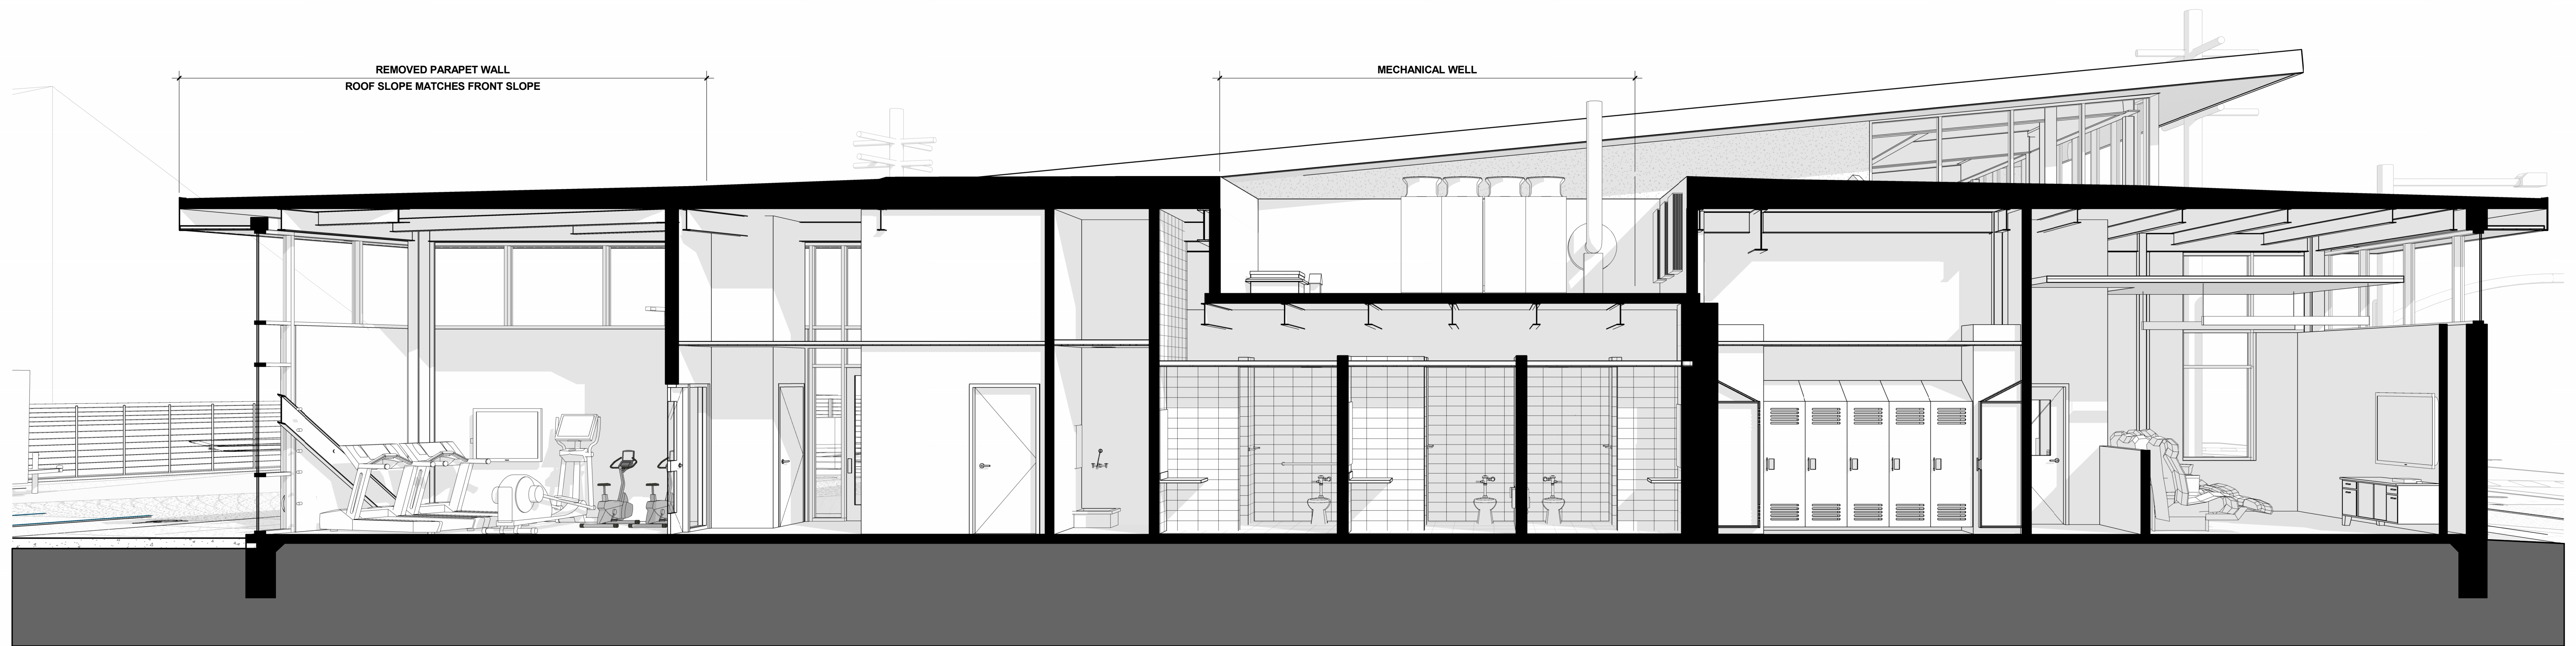 REMOVED PARAPET WALL
ROOF SLOPE MATCHES FRONT SLOPE
MECHANICAL WELL